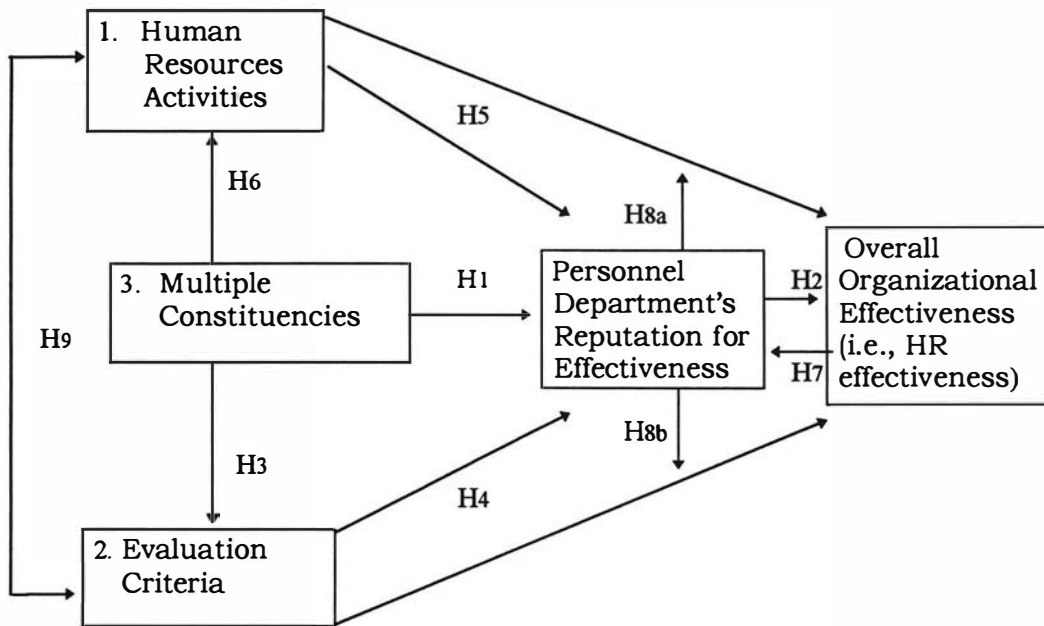 1. Human
Resources
Activities
H5
H6
H8a
3. Multiple
Constituencies
H1
Personnel
Department's
Reputation for
Effectiveness
H2
H7
Overall
Organizational
Effectiveness
(i.e., HR
effectiveness)
H9
H3
H8b
H4
2. Evaluation
Criteria